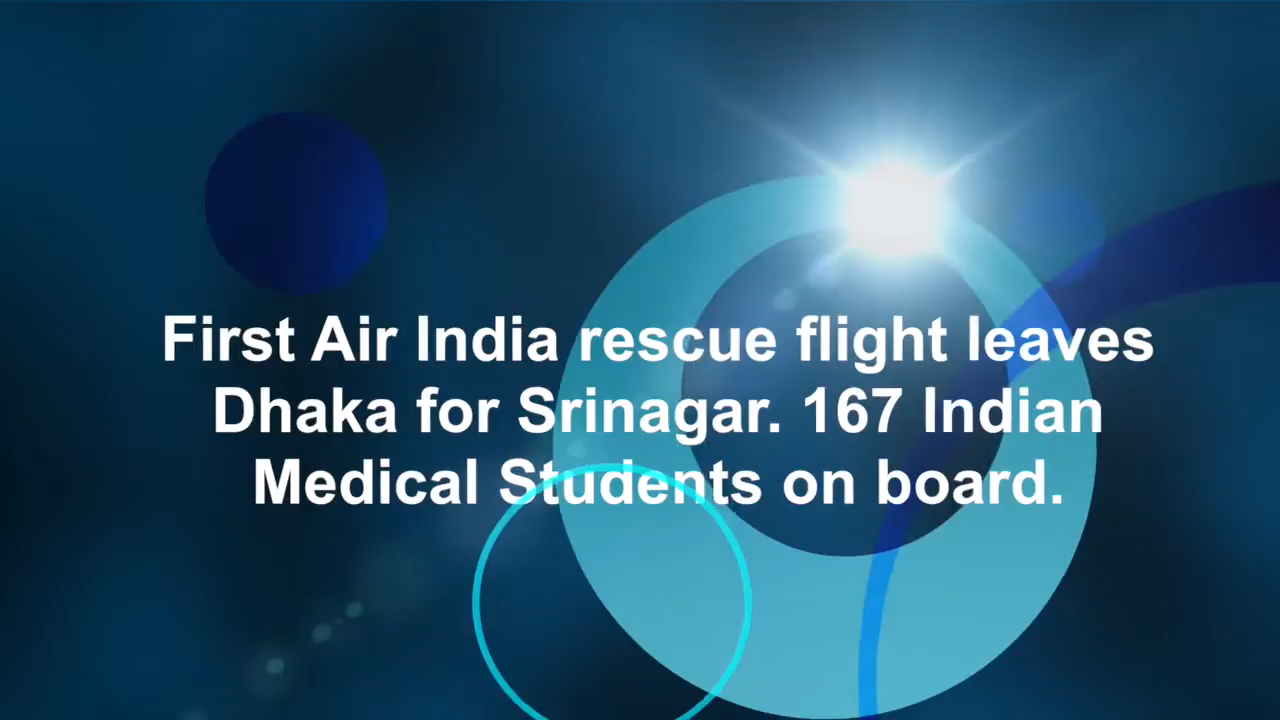 First Air India rescue flight leaves
Dhaka for Srinagar. 167 Indian
Medical Students on board.